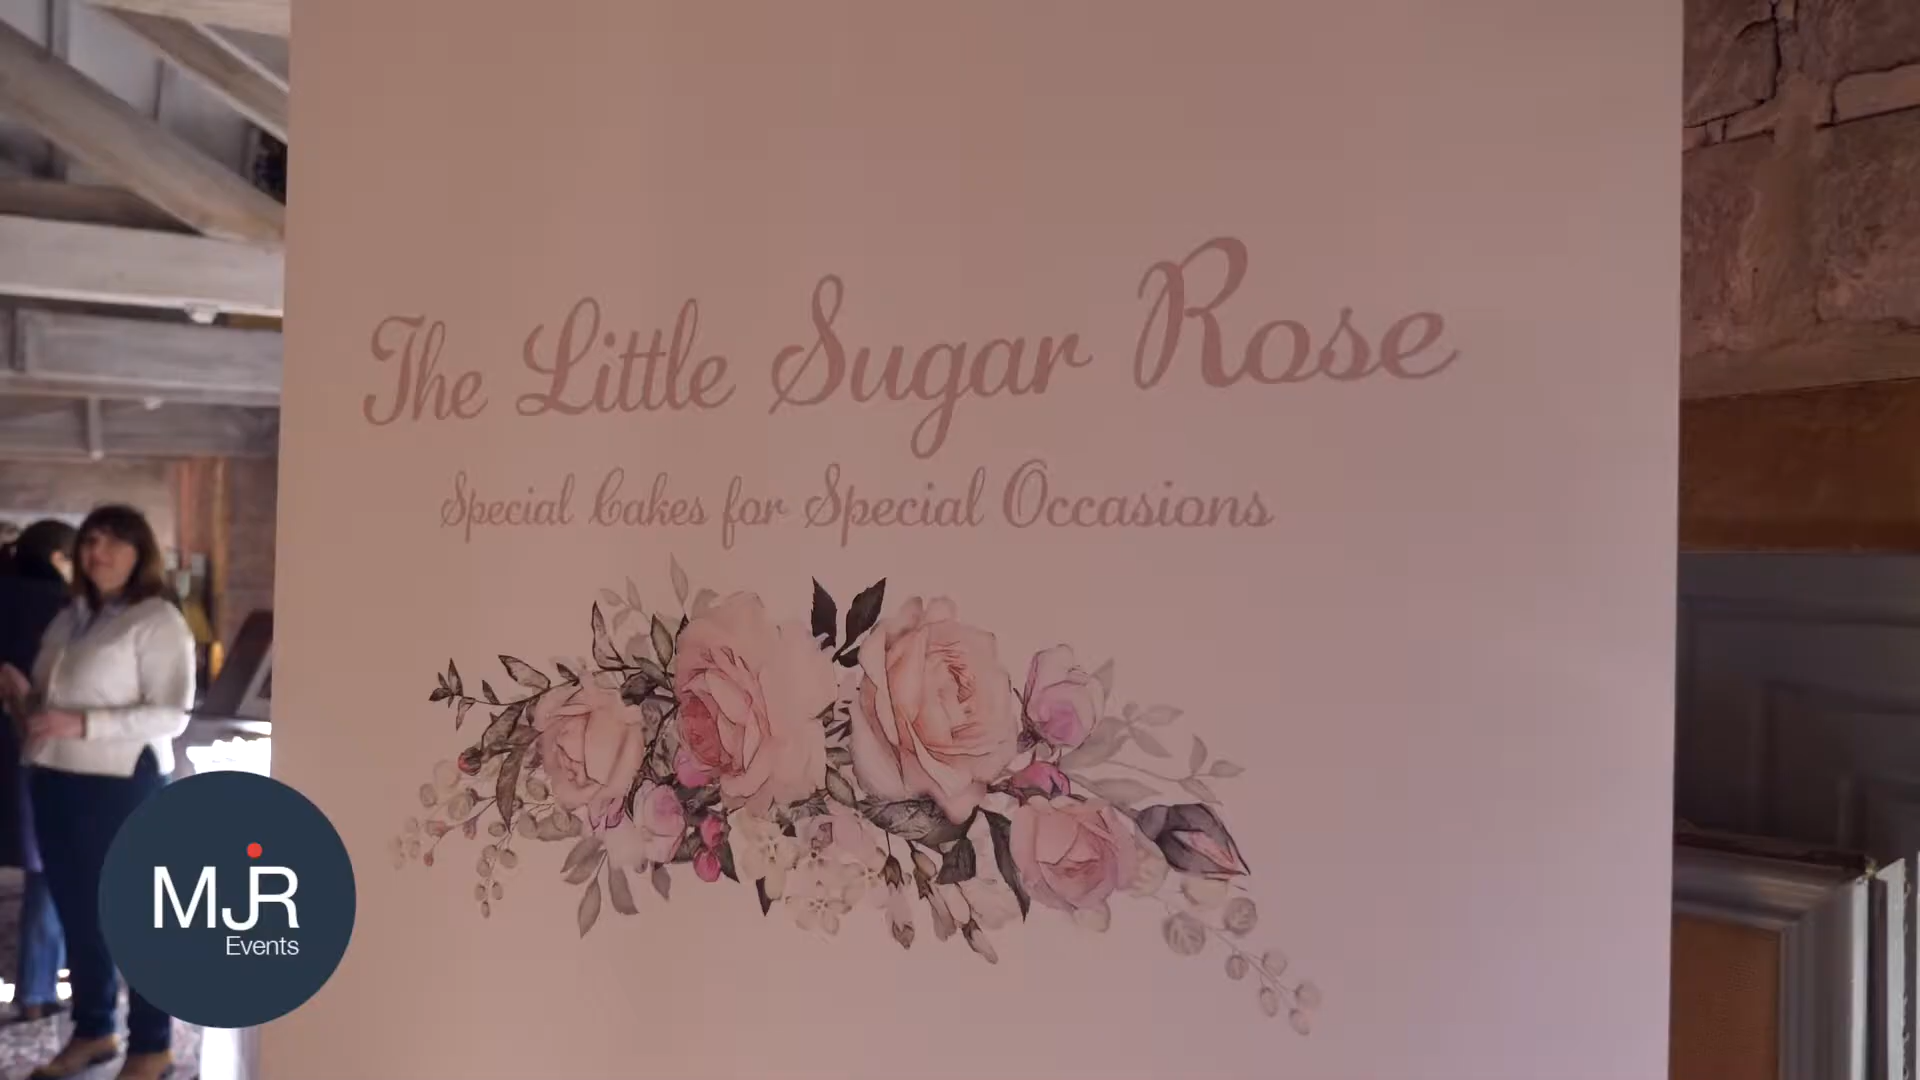 The Little Sugar Rose
Special Cakes for Special Occasions
MJR
Events